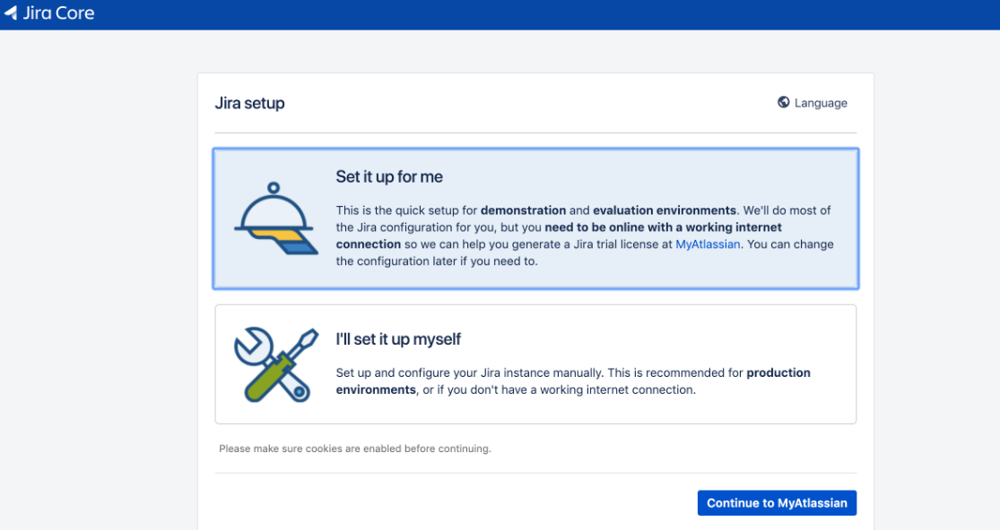 Jira Core
Jira setup
Language
Set it up for me
This is the quick setup for demonstration and evaluation environments. We'll do most of
the Jira configuration for you, but you need to be online with a working internet
connection so we can help you generate a Jira trial license at MyAtlassian. You can change
the configuration later if you need to.
I'll set it up myself
Set up and configure your Jira instance manually. This is recommended for production
environments, or if you don't have a working internet connection.
Please make sure cookies are enabled before continuing.
Continue to MyAtlassian